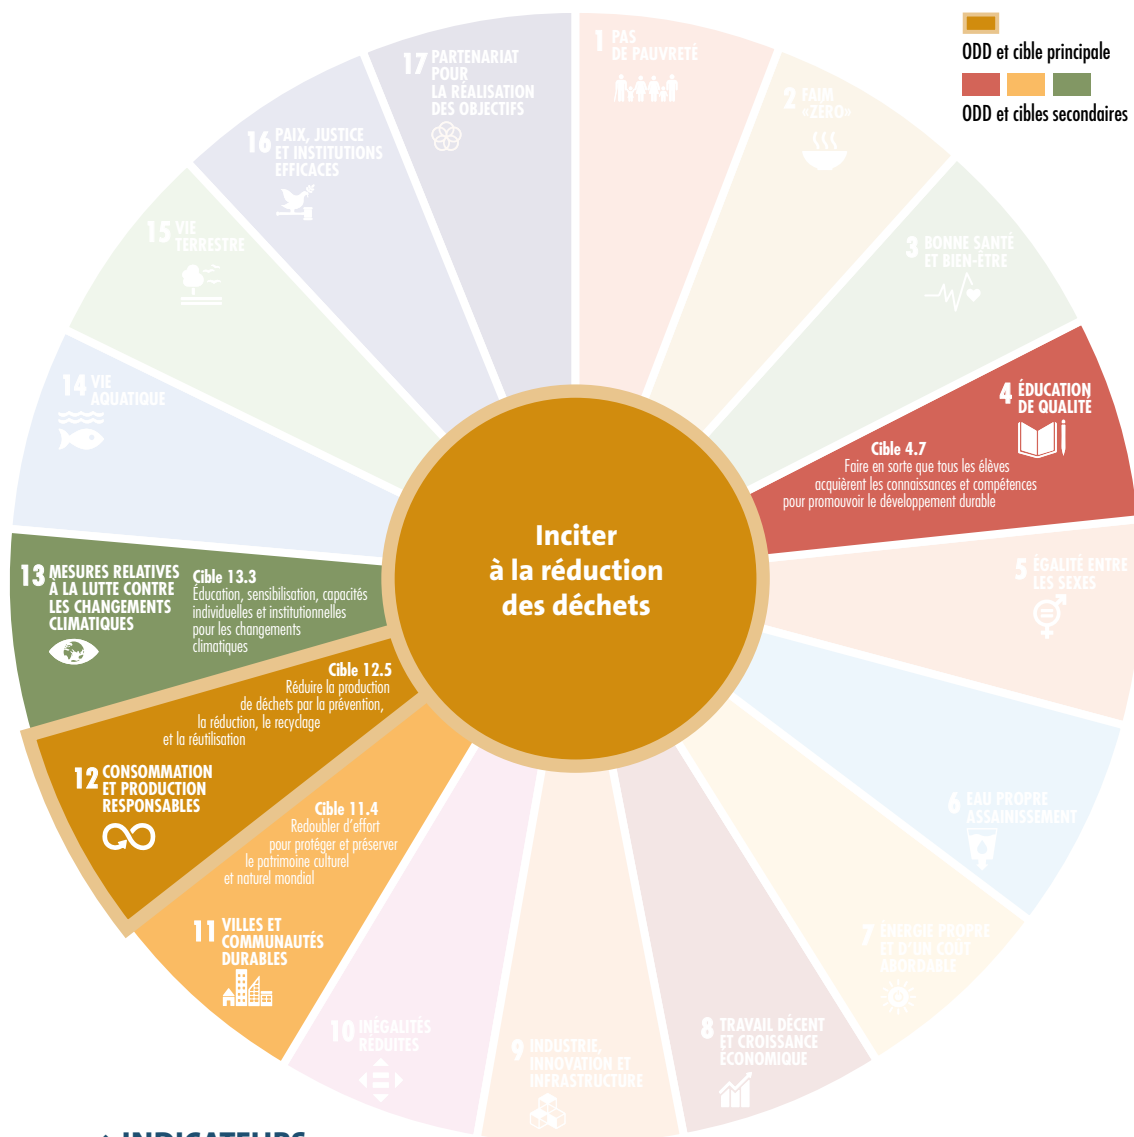 ODD et cible principale
ODD et cibles secondaires
1 PAS
DE PAUVRETÉ
2 FAIM
«ZERO»
3 BONNE SANTÉ
ET BIEN-ÊTRE
4 ÉDUCATION
DE QUALITÉ
Cible 4.7
Faire en sorte que tous les élèves
acquièrent les connaissances et compétences
pour promouvoir le développement durable
5 ÉGALITÉ ENTRE
LES SEXES
6 EAU PROPRE
ASSAINISSEMENT
7 ENERGIE PROPRE
ET D'UN COÛT
ABORDABLE
8 TRAVAIL DÉCENT
ET CROISSANCE
ECONOMIQUE
9 INDUSTRIE,
INNOVATION ET
INFRASTRUCTURE
10 INÉGALITÉS
RÉDUITES
Cible 11.4
Redoubler d'effort
pour protéger et préserver
le patrimoine culturel
et naturel mondial
11 VILLES ET
COMMUNAUTÉS
DURABLES
Cible 12.5
Réduire la production
de déchets par la prévention,
la réduction, le recyclage
et la réutilisation
12 CONSOMMATION
ET PRODUCTION
RESPONSABLES
13 MESURES RELATIVES
À LA LUTTE CONTRE
LES CHANGEMENTS
CLIMATIQUES
Cible 13.3
Éducation, sensibilisation, capacités
individuelles et institutionnelles
pour les changements
climatiques
14 VIE
AQUATIQUE
15 VIE
TERRESTRE
16 PAIX, JUSTICE
ET INSTITUTIONS
EFFICACES
17 PARTENARIAT
POUR
LA RÉALISATION
DES OBJECTIFS
Inciter
à la réduction
des déchets
INDICATEURS